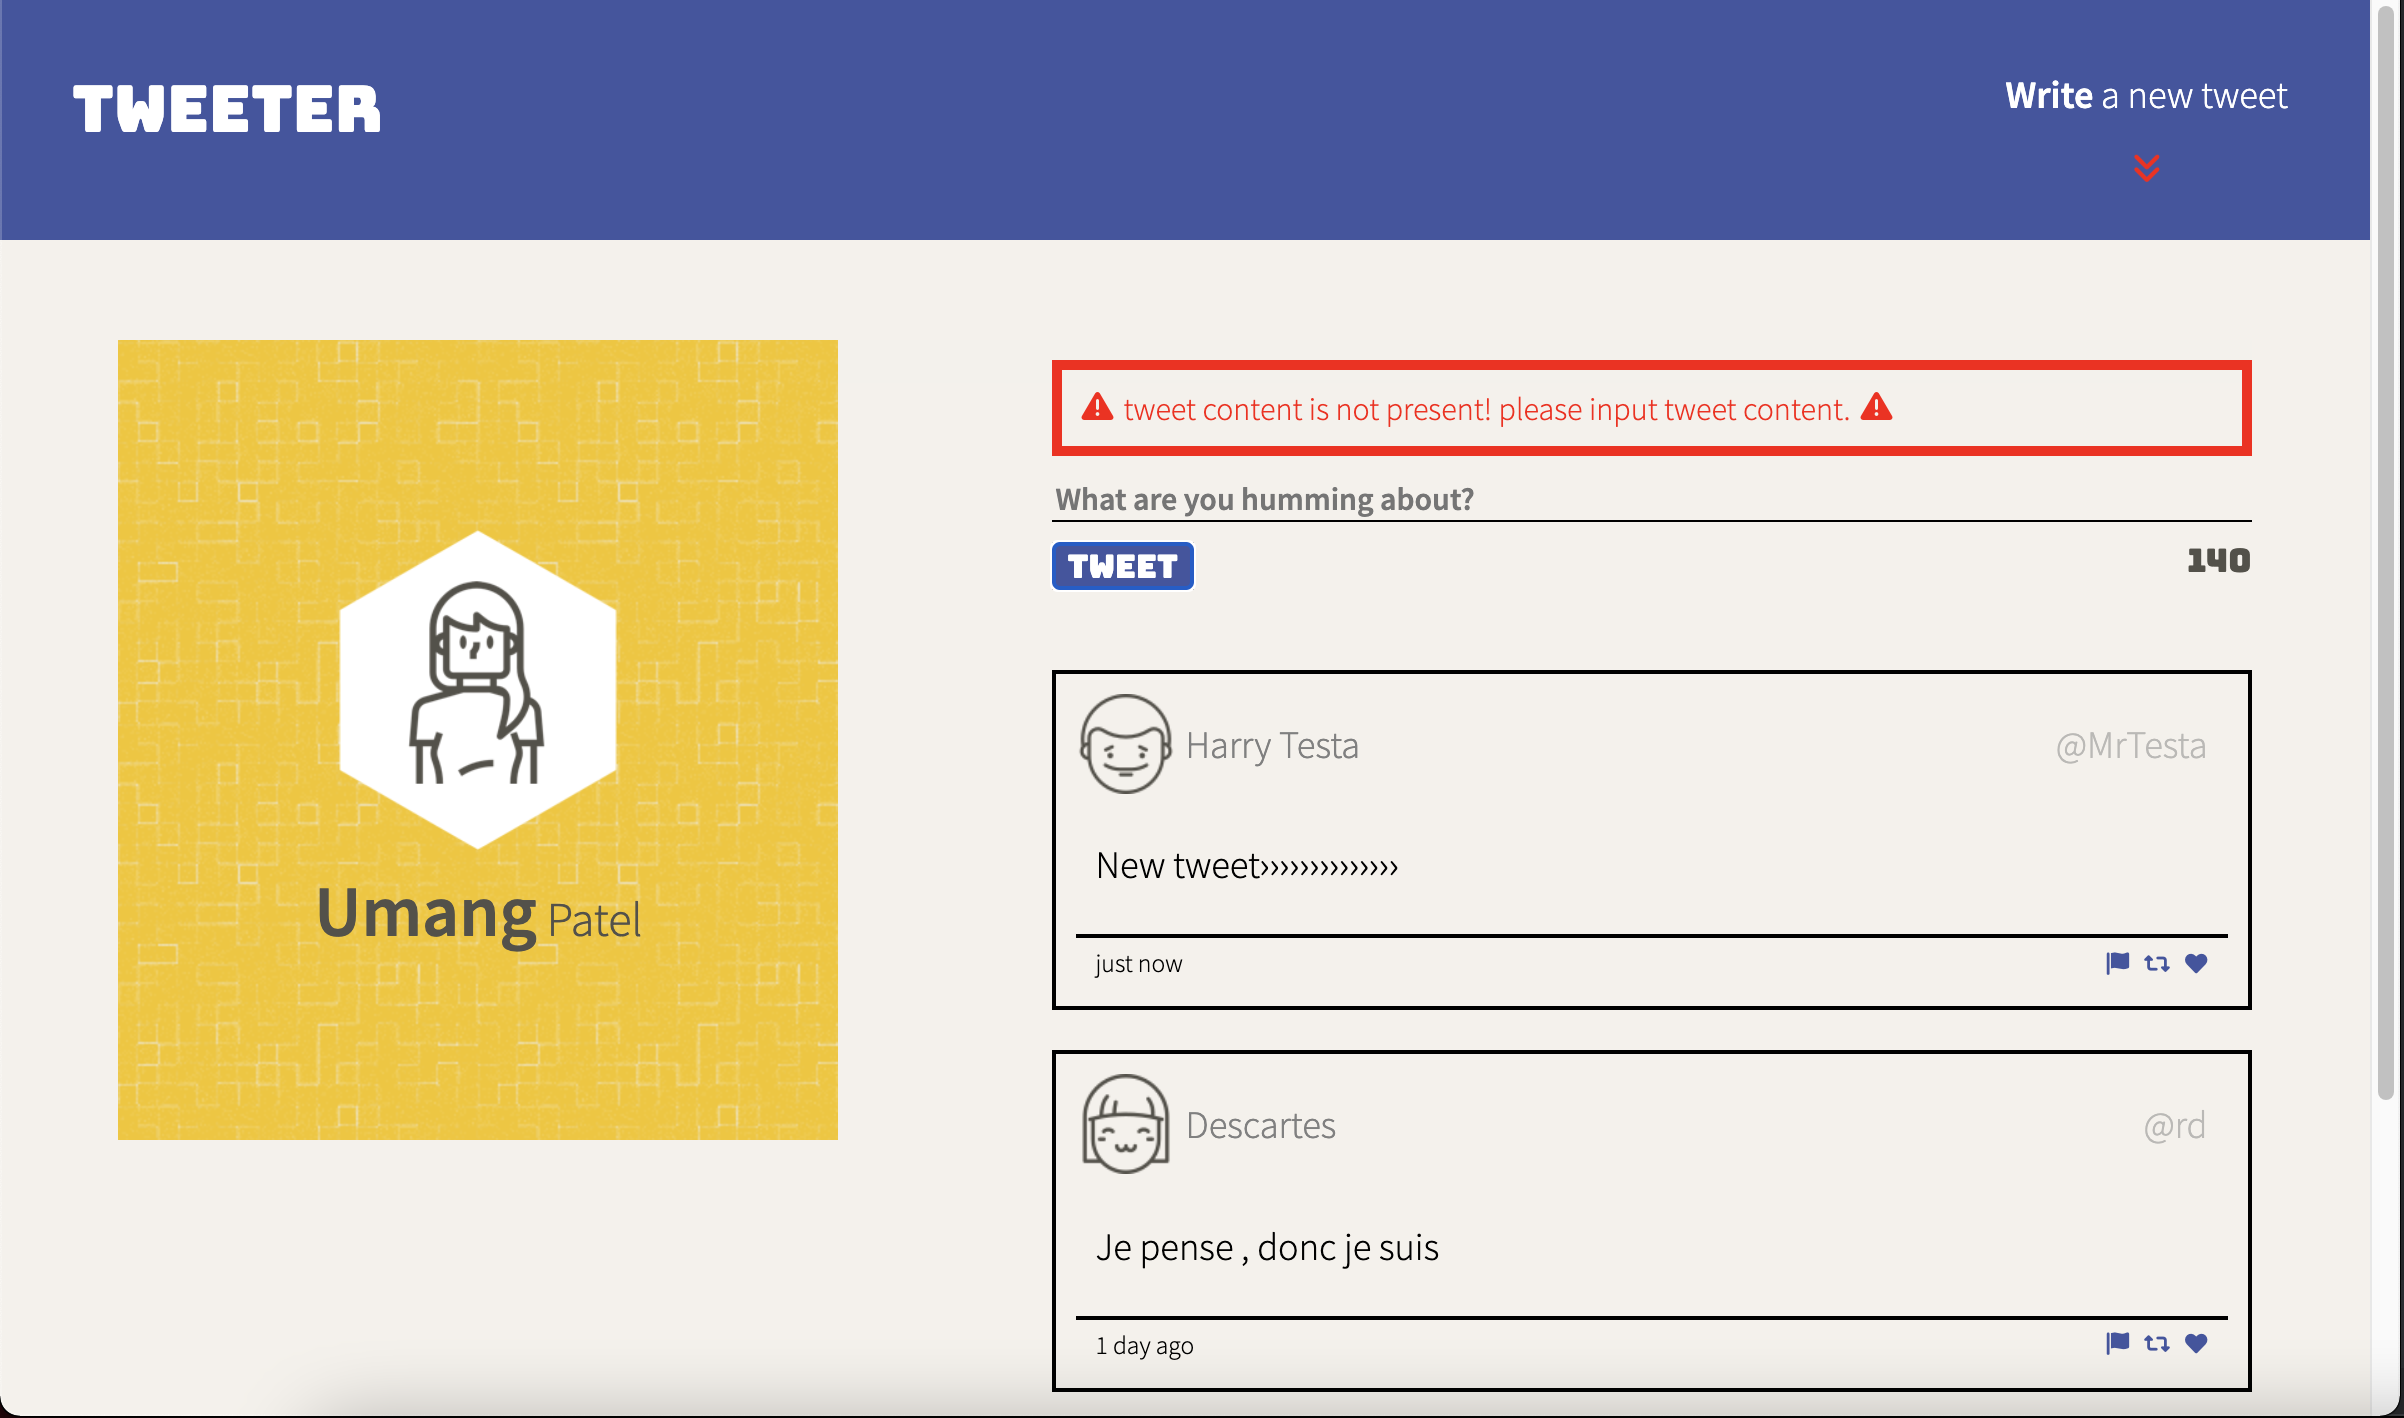 TWEETER
Write a new tweet
Umang Patel
tweet content is not present! please input tweet content.
What are you humming about?
TWEET
140
Harry Testa
@MrTesta
New tweet››››››››››››››
just now
Descartes
@rd
Je pense , donc je suis
1 day ago